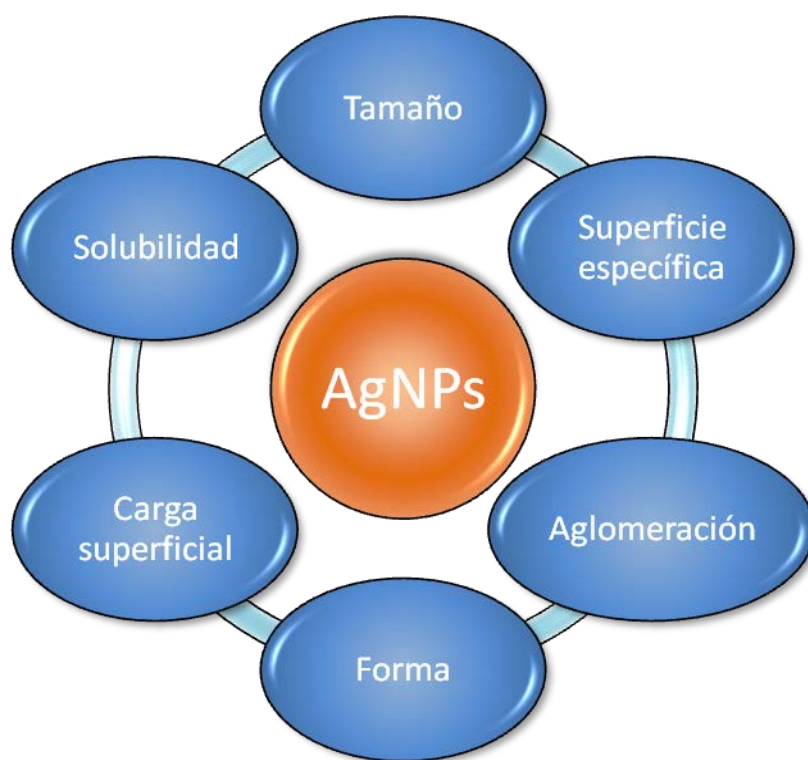 Tamaño
Superficie
específica
Aglomeración
Forma
Carga
superficial
Solubilidad
AgNPs